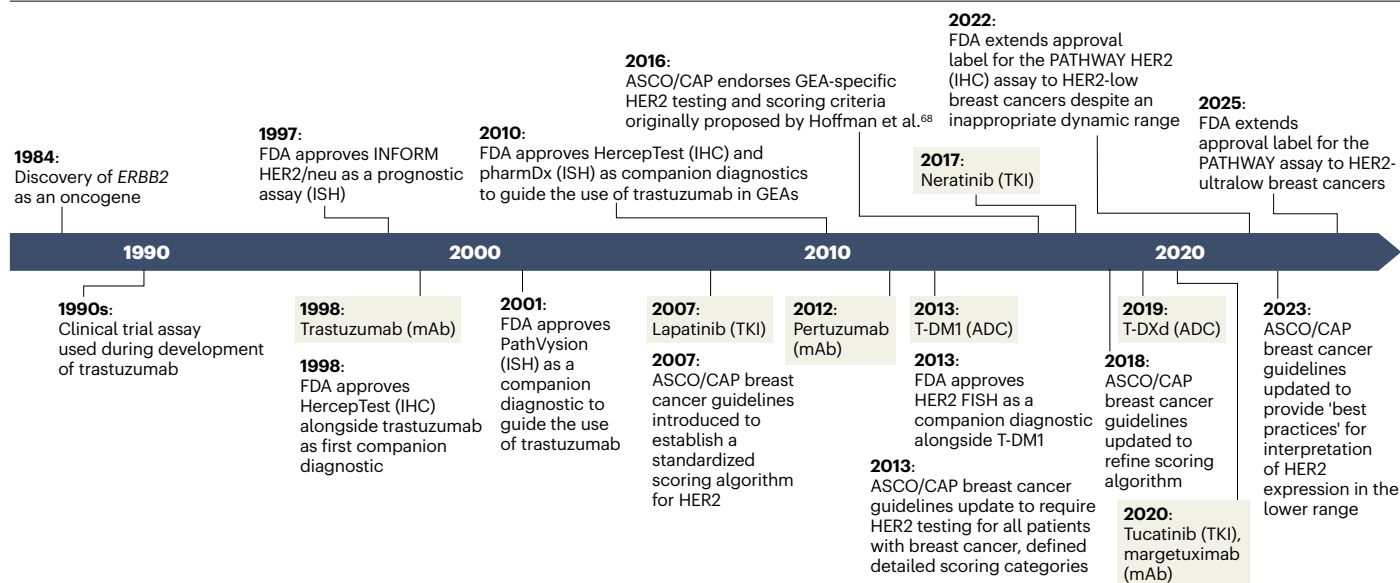 2022:
FDA extends approval
label for the PATHWAY HER2
(IHC) assay to HER2-low
breast cancers despite an
inappropriate dynamic range
2016:
ASCO/CAP endorses GEA-specific
HER2 testing and scoring criteria
originally proposed by Hoffman et al.⁶⁸
2025:
FDA extends
approval label for the
PATHWAY assay to HER2-
ultralow breast cancers
1997:
FDA approves INFORM
HER2/neu as a prognostic
assay (ISH)
2010:
FDA approves HercepTest (IHC) and
pharmDx (ISH) as companion diagnostics
to guide the use of trastuzumab in GEAs
1984:
Discovery of ERBB2
as an oncogene
2017:
Neratinib (TKI)
1990
2000
2010
2020
1990s:
Clinical trial assay
used during development
of trastuzumab
1998:
Trastuzumab (mAb)
1998:
FDA approves
HercepTest (IHC)
alongside trastuzumab
as first companion
diagnostic
2001:
FDA approves
PathVysion
(ISH) as a
companion
diagnostic to
guide the use
of trastuzumab
2007:
Lapatinib (TKI)
2007:
ASCO/CAP breast
cancer guidelines
introduced to
establish a
standardized
scoring algorithm
for HER2
2012:
Pertuzumab
(mAb)
2013:
T-DM1 (ADC)
2013:
FDA approves
HER2 FISH as a
companion diagnostic
alongside T-DM1
2013:
ASCO/CAP breast cancer
guidelines update to require
HER2 testing for all patients
with breast cancer, defined
detailed scoring categories
2019:
T-DXd (ADC)
2018:
ASCO/CAP
breast cancer
guidelines
updated to
refine scoring
algorithm
2020:
Tucatinib (TKI),
margetuximab
(mAb)
2023:
ASCO/CAP
breast cancer
guidelines
updated to
provide 'best
practices' for
interpretation
of HER2
expression in the
lower range